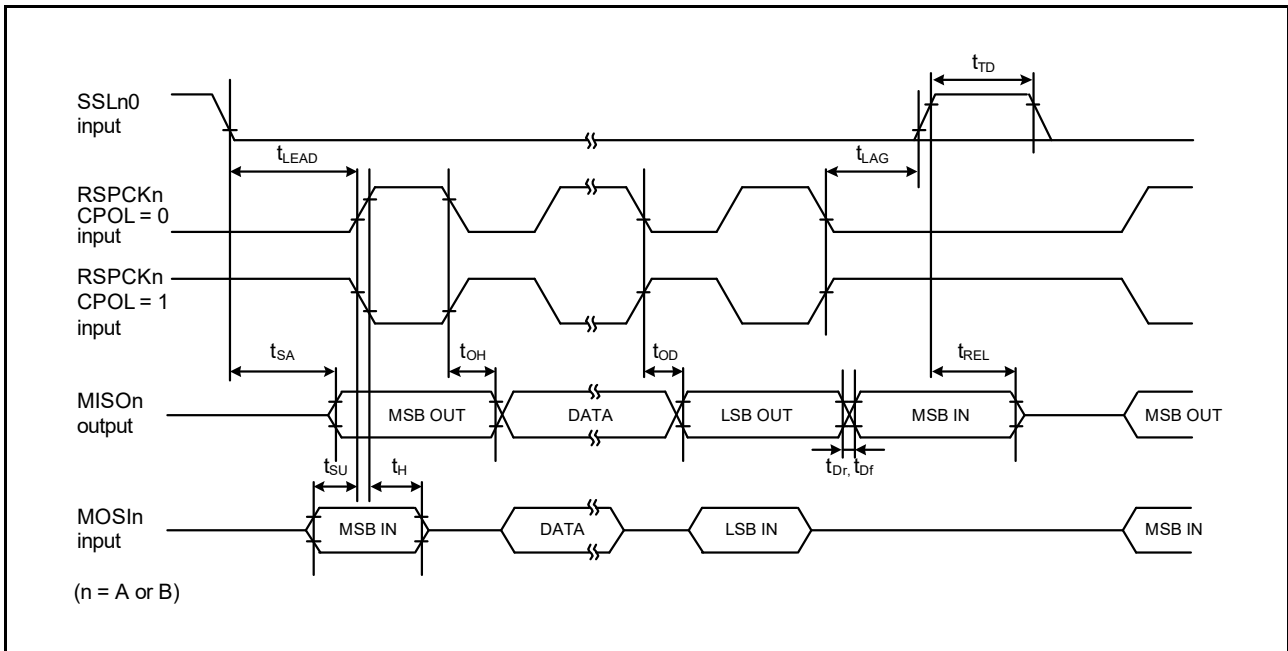 tTD
SSLn0
input
tLEAD
tLAG
RSPCKn
CPOL = 0
input
RSPCKn
CPOL = 1
input
tSA
tOH
tOD
tREL
MISOn
output
MSB OUT
DATA
LSB OUT
MSB IN
MSB OUT
tSU
tH
tDr, tDf
MOSIn
input
MSB IN
DATA
LSB IN
MSB IN
(n = A or B)